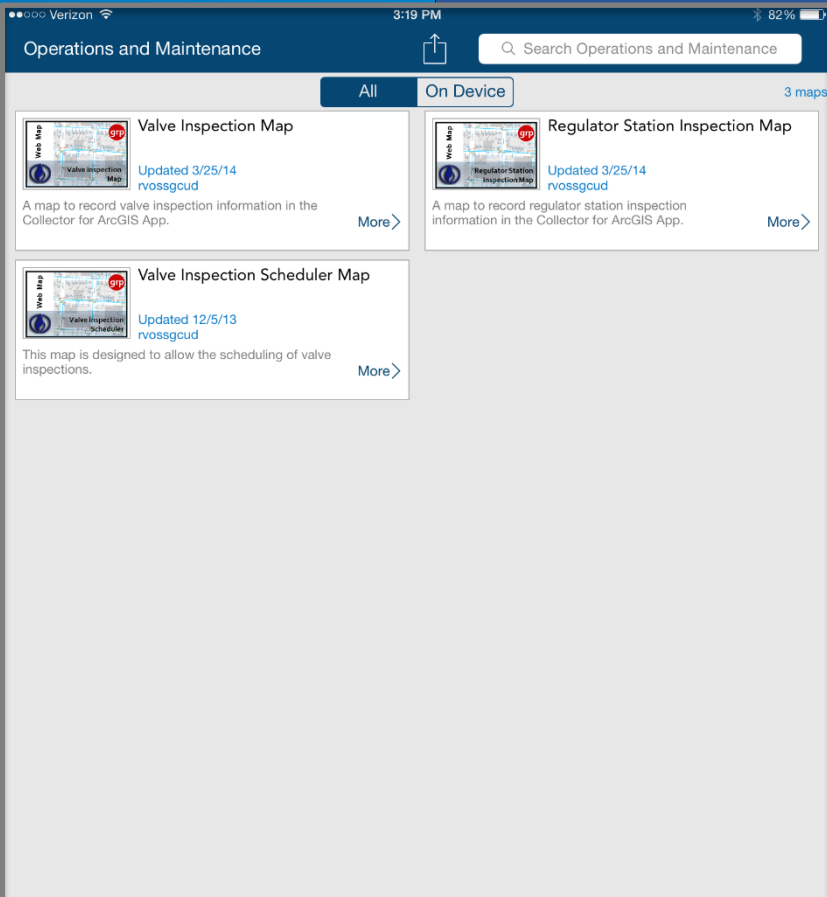 Verizon 3:19 PM 82%
Operations and Maintenance
Search Operations and Maintenance
All
On Device
3 maps
Web Map
grp
Valve Inspection
Map
Valve Inspection Map
Updated 3/25/14
rvossgcud
A map to record valve inspection information in the
Collector for ArcGIS App.
More
Web Map
grp
Regulator Station
Inspection Map
Regulator Station Inspection Map
Updated 3/25/14
rvossgcud
A map to record regulator station inspection
information in the Collector for ArcGIS App.
More
Web Map
grp
Valve Inspection
Scheduler
Valve Inspection Scheduler Map
Updated 12/5/13
rvossgcud
This map is designed to allow the scheduling of valve
inspections.
More